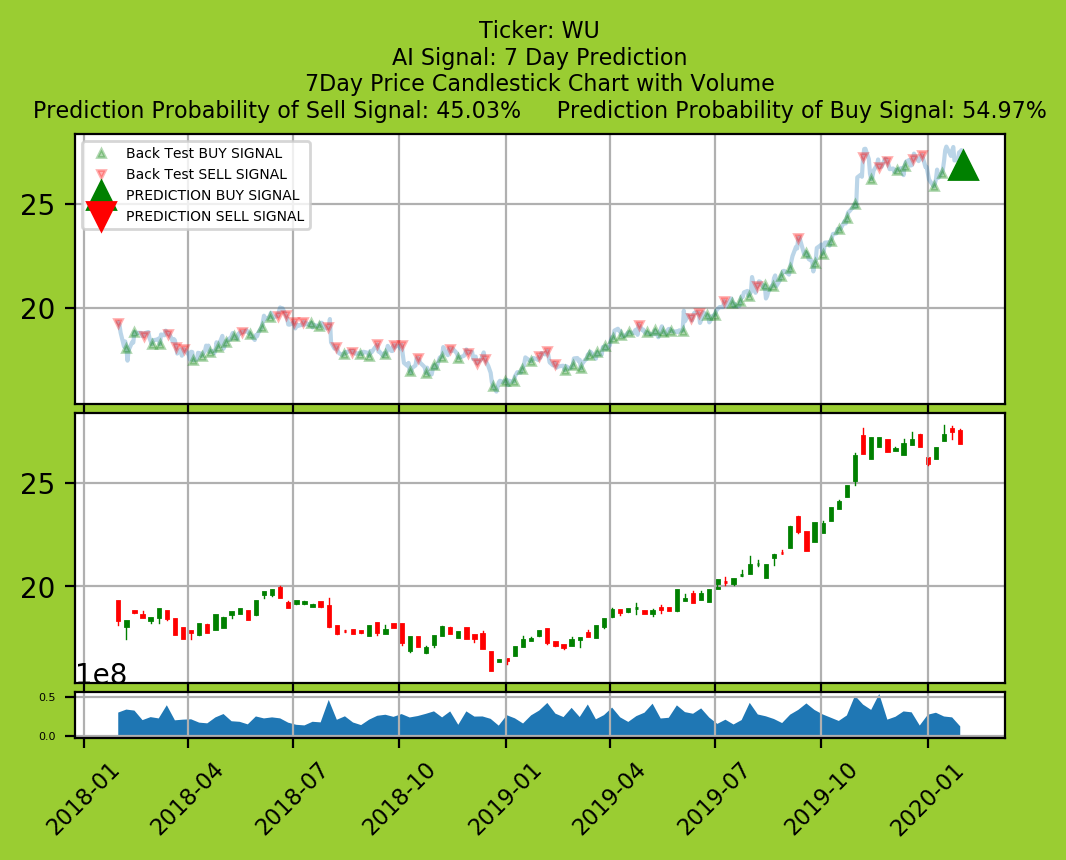 Ticker: WU
AI Signal: 7 Day Prediction
7Day Price Candlestick Chart with Volume
Prediction Probability of Sell Signal: 45.03%     Prediction Probability of Buy Signal: 54.97%
Back Test BUY SIGNAL
Back Test SELL SIGNAL
PREDICTION BUY SIGNAL
PREDICTION SELL SIGNAL
25
20
25
20
1e8
0.5
0.0
2018-01 2018-04 2018-07 2018-10 2019-01 2019-04 2019-07 2019-10 2020-01